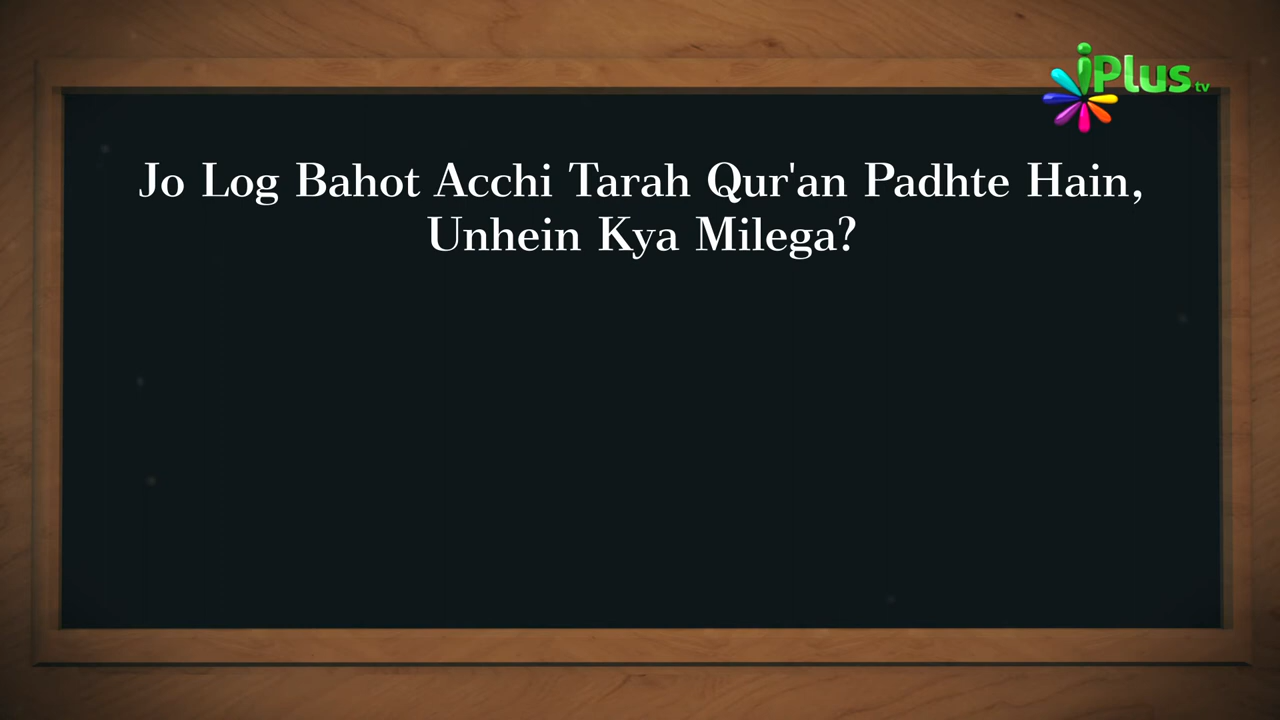 iPlus tv
Jo Log Bahot Acchi Tarah Qur'an Padhte Hain,
Unhein Kya Milega?